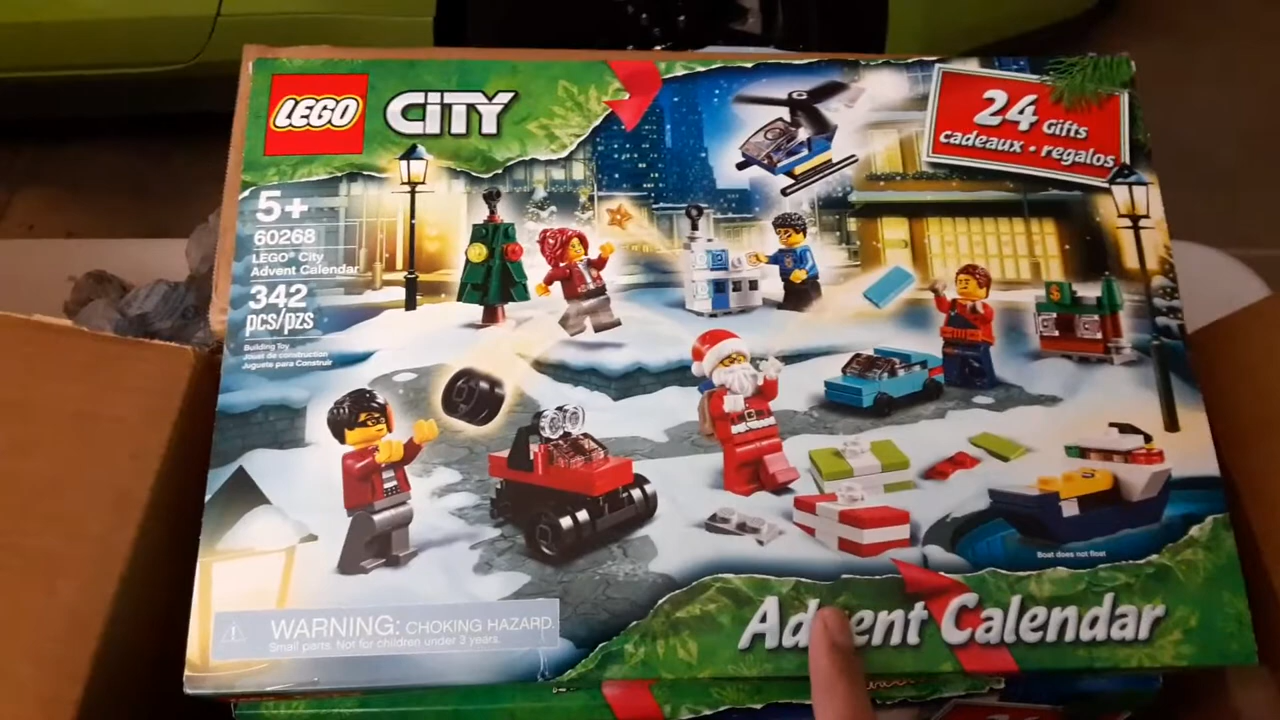 LEGO
CITY
24 Gifts
cadeaux • regalos
5+
60268
LEGO® City
Advent Calendar
342
pcs/pzs
Building Toy
Jouet de construction
Juguete para Construir
$
Boat does not float
Advent Calendar
WARNING: CHOKING HAZARD.
Small parts. Not for children under 3 years.